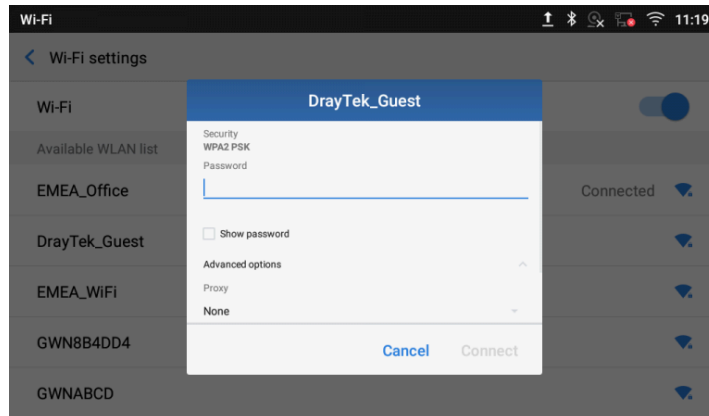 Wi-Fi 11:19
Wi-Fi settings
DrayTek_Guest
Wi-Fi
Security
WPA2 PSK
Available WLAN list
Password
EMEA_Office Connected
Show password
DrayTek_Guest
Advanced options
Proxy
EMEA_WiFi
None
GWN8B4DD4
Cancel Connect
GWNABCD